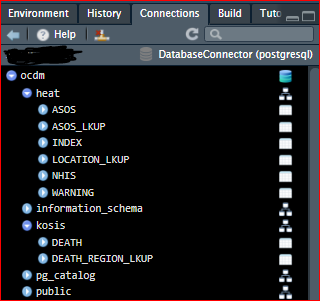 Environment History Connections Build Tuto
Help
DatabaseConnector (postgresql)
ocdm
heat
ASOS
ASOS_LKUP
INDEX
LOCATION_LKUP
NHIS
WARNING
information_schema
kosis
DEATH
DEATH_REGION_LKUP
pg_catalog
public